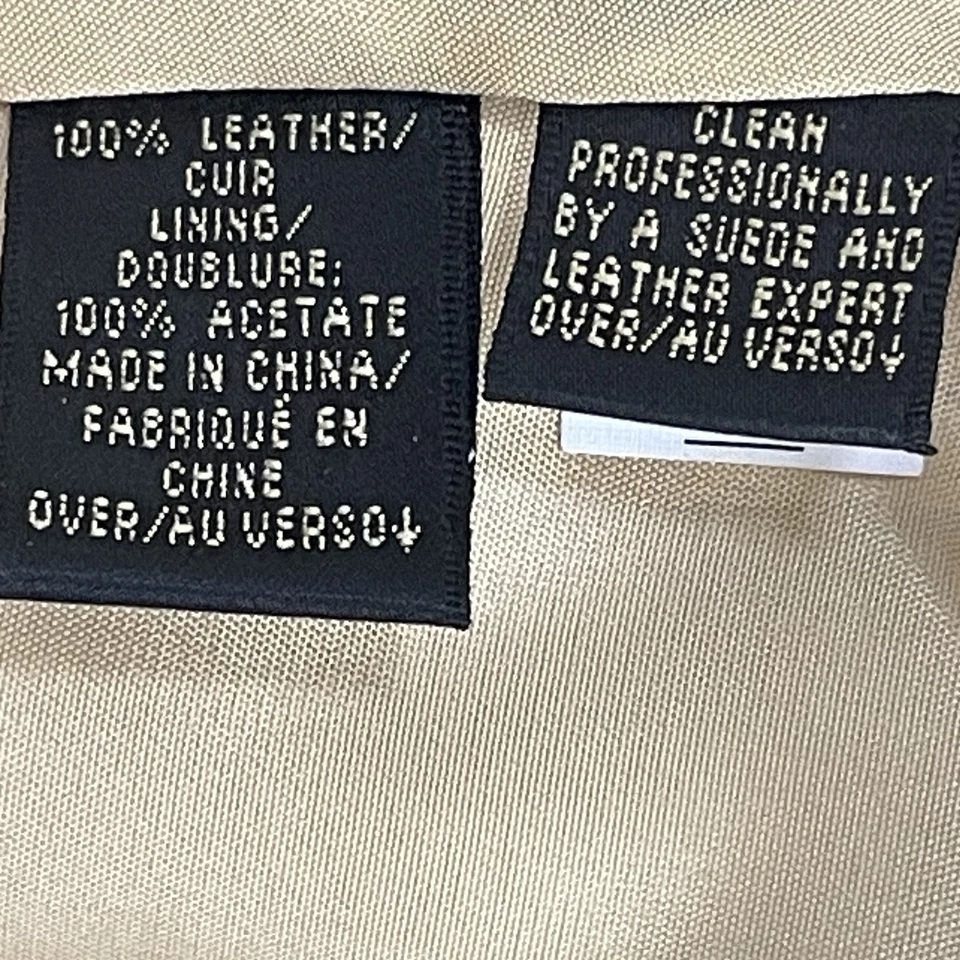 100% LEATHER/
CUIR
LINING/
DOUBLURE:
100% ACETATE
MADE IN CHINA/
FABRIQUÉ EN
CHINE
OVER/AU VERSO↓
CLEAN
PROFESSIONALLY
BY A SUEDE AND
LEATHER EXPERT
OVER/AU VERSO↓